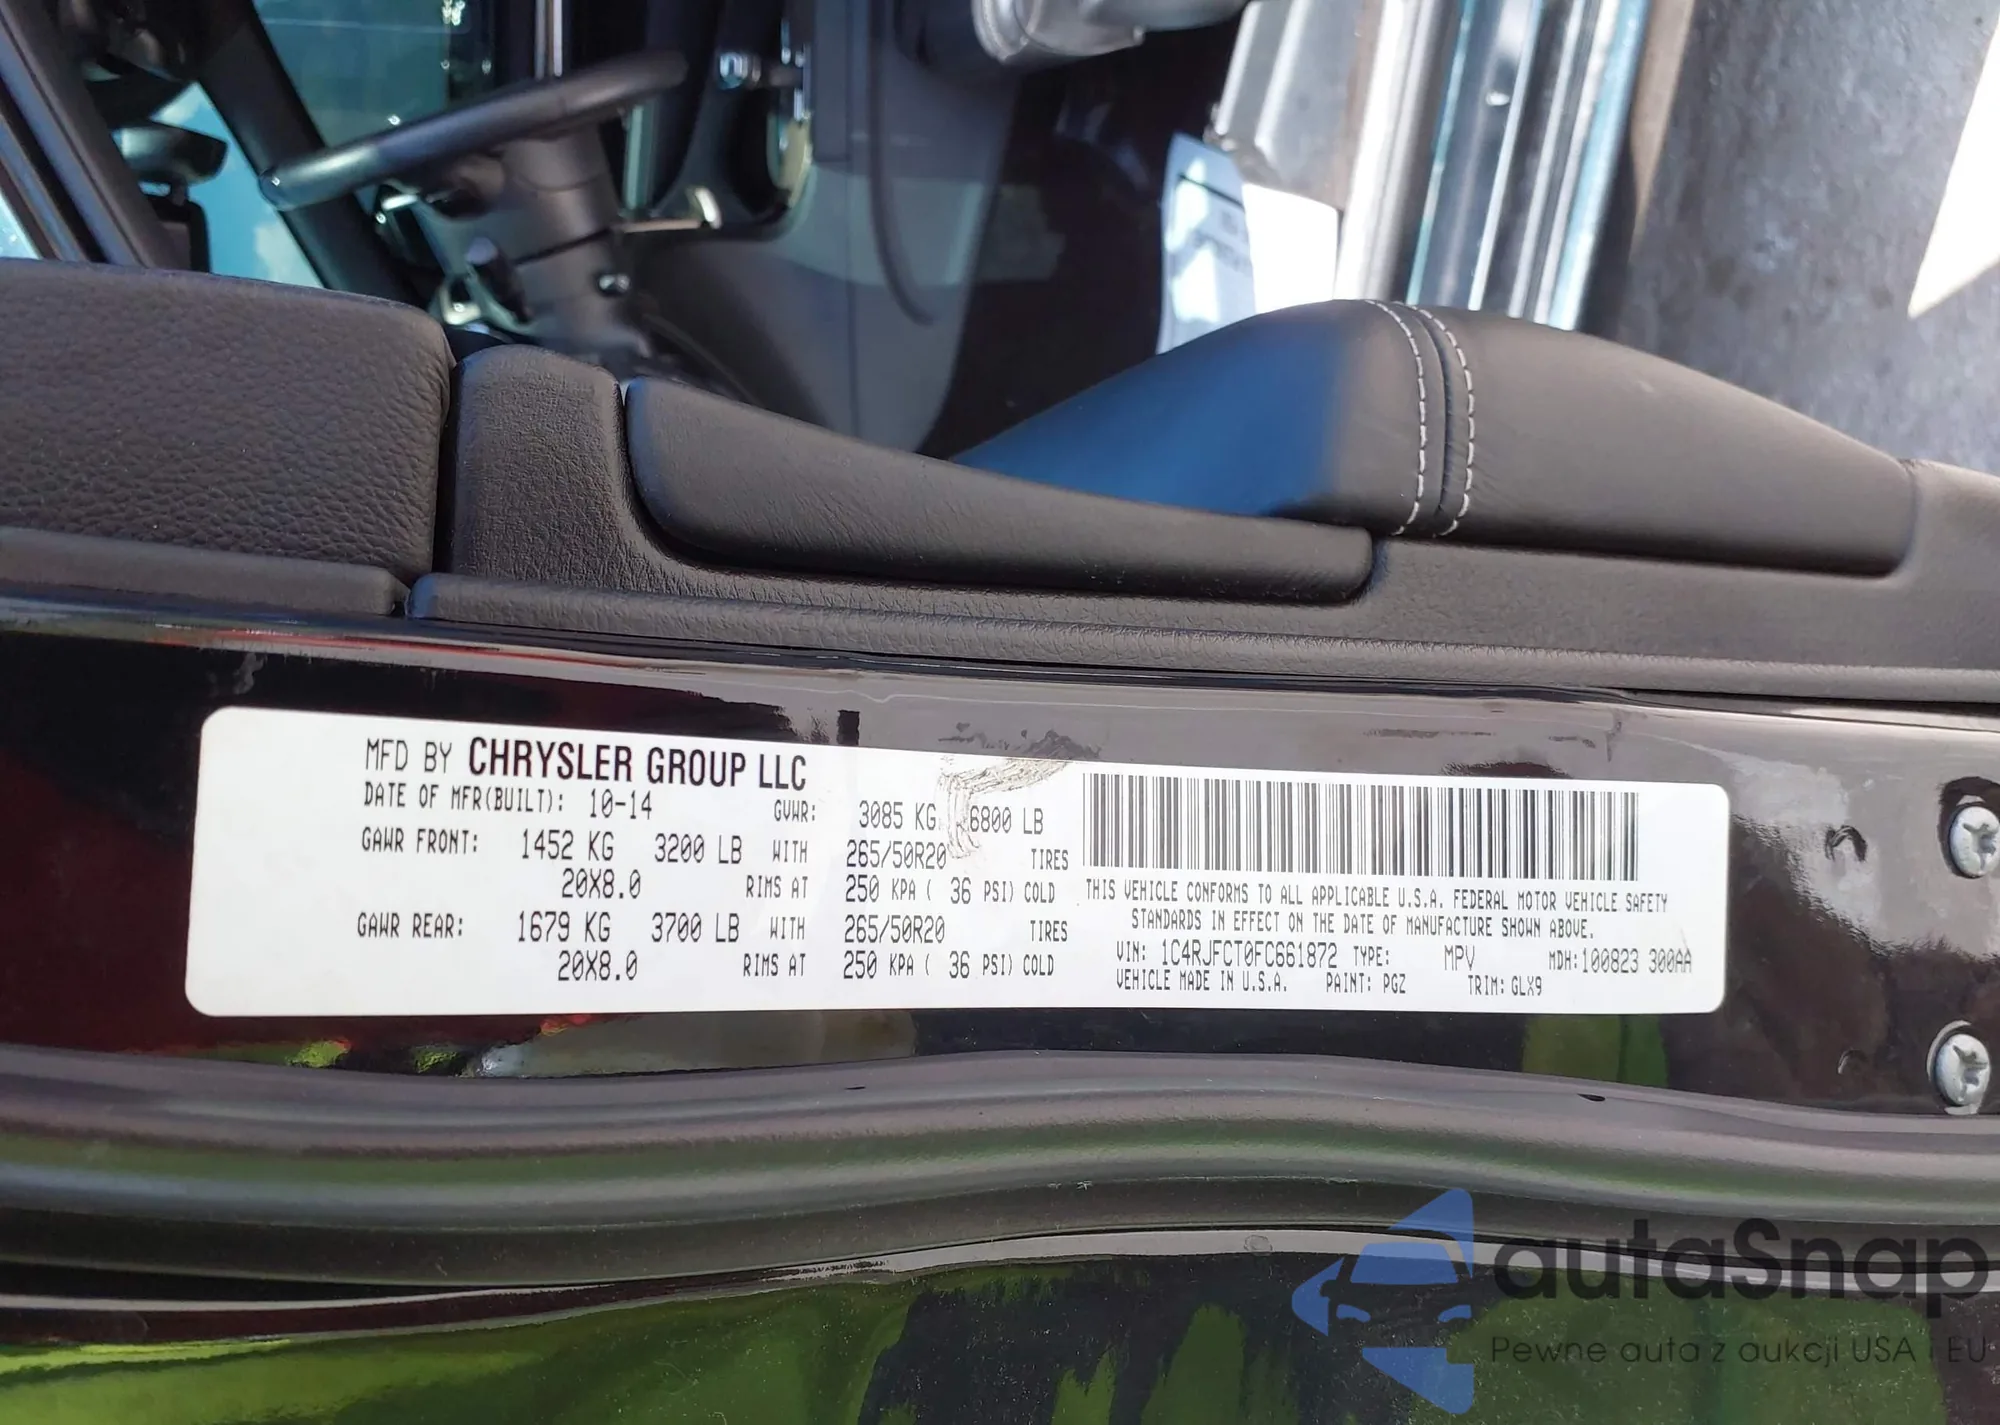 MFD BY CHRYSLER GROUP LLC
DATE OF MFR(BUILT): 10-14 GVWR: 3085 KG 6800 LB
GAWR FRONT: 1452 KG 3200 LB WITH 265/50R20 TIRES
20X8.0 RIMS AT 250 KPA ( 36 PSI) COLD
GAWR REAR: 1679 KG 3700 LB WITH 265/50R20 TIRES
20X8.0 RIMS AT 250 KPA ( 36 PSI) COLD
THIS VEHICLE CONFORMS TO ALL APPLICABLE U.S.A. FEDERAL MOTOR VEHICLE SAFETY
STANDARDS IN EFFECT ON THE DATE OF MANUFACTURE SHOWN ABOVE.
VIN: 1C4RJFCT0FC661872 TYPE: MPV MDH:100823 300AA
VEHICLE MADE IN U.S.A. PAINT: PGZ TRIM: GLX9
autaSnap
Pewne auta z aukcji USA i EU